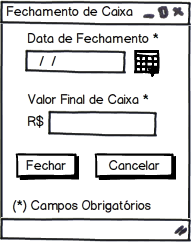 Fechamento de Caixa
Data de Fechamento *
/ /
Valor Final de Caixa *
R$
Fechar Cancelar
(*) Campos Obrigatórios